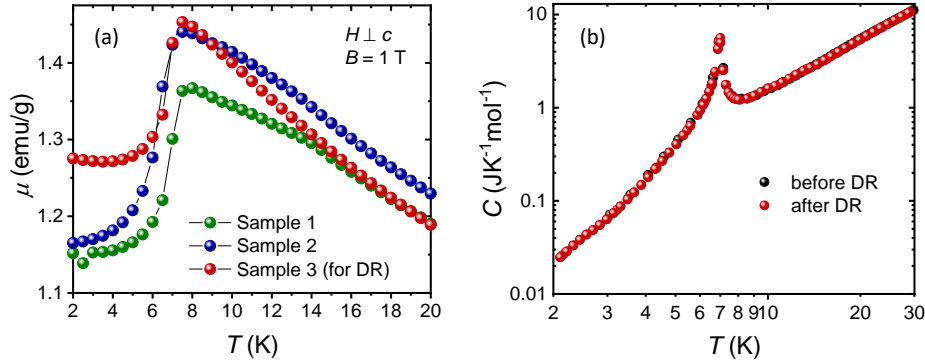 (a)
H ⊥ c
B = 1 T
μ (emu/g)
1.4
1.3
1.2
1.1
Sample 1
Sample 2
Sample 3 (for DR)
2 4 6 8 10 12 14 16 18 20
T (K)
(b)
C (JK⁻¹mol⁻¹)
10
1
0.1
0.01
before DR
after DR
2 3 4 5 6 7 8 9 10 20 30
T (K)